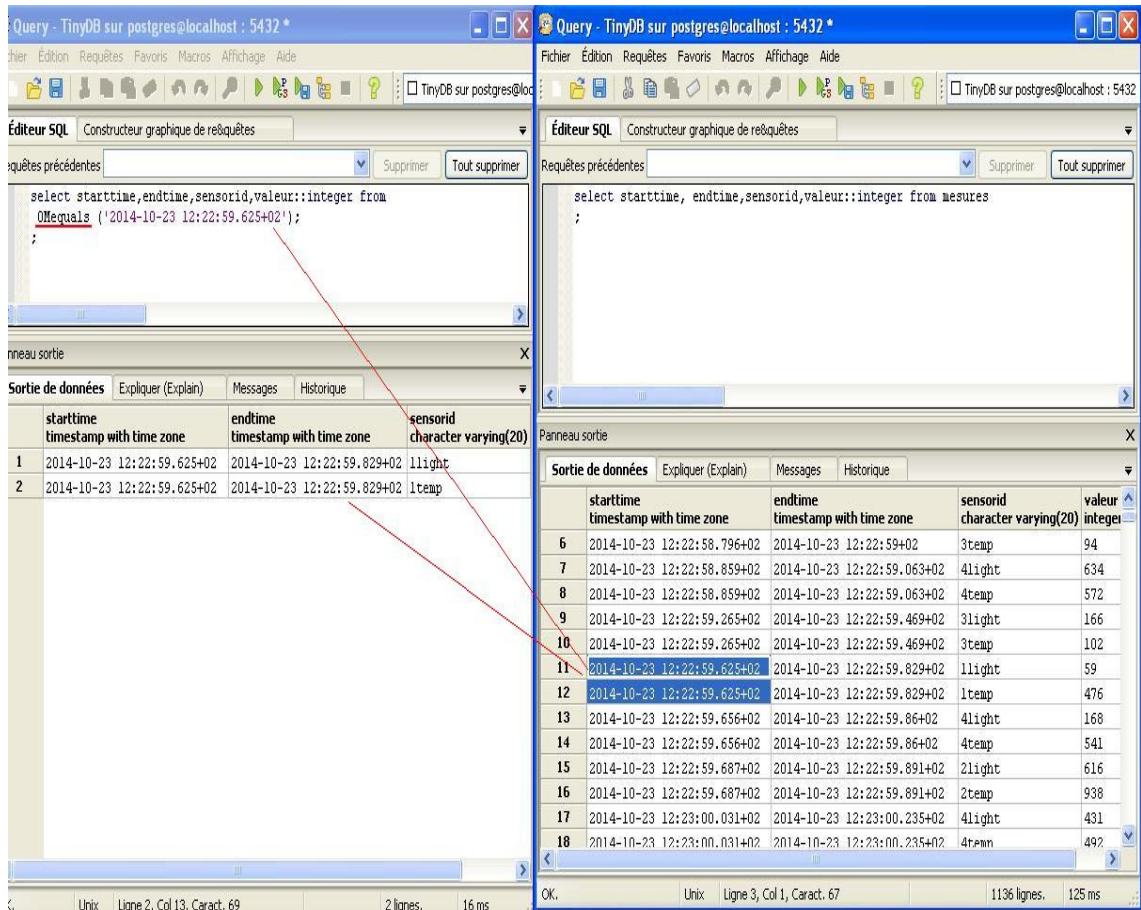 Query - TinyDB sur postgres@localhost : 5432 *
Édition Requêtes Favoris Macros Affichage Aide
TinyDB sur postgres@loc
Éditeur SQL Constructeur graphique de re&quêtes
équêtes précédentes Supprimer Tout supprimer
select starttime,endtime,sensorid,valeur::integer from
OMequals ('2014-10-23 12:22:59.625+02');
;
nneau sortie X
Sortie de données Expliquer (Explain) Messages Historique
starttime endtime sensorid
timestamp with time zone timestamp with time zone character varying(20)
1 2014-10-23 12:22:59.625+02 2014-10-23 12:22:59.829+02 1light
2 2014-10-23 12:22:59.625+02 2014-10-23 12:22:59.829+02 1temp
Unix Ligne 2, Col 13, Caract. 69 2 lignes. 16 ms
Query - TinyDB sur postgres@localhost : 5432 *
Fichier Édition Requêtes Favoris Macros Affichage Aide
TinyDB sur postgres@localhost : 5432
Éditeur SQL Constructeur graphique de re&quêtes
Requêtes précédentes Supprimer Tout supprimer
select starttime, endtime,sensorid,valeur::integer from mesures
;
Panneau sortie X
Sortie de données Expliquer (Explain) Messages Historique
starttime endtime sensorid valeur
timestamp with time zone timestamp with time zone character varying(20) integer
6 2014-10-23 12:22:58.796+02 2014-10-23 12:22:59+02 3temp 94
7 2014-10-23 12:22:58.859+02 2014-10-23 12:22:59.063+02 4light 634
8 2014-10-23 12:22:58.859+02 2014-10-23 12:22:59.063+02 4temp 572
9 2014-10-23 12:22:59.265+02 2014-10-23 12:22:59.469+02 3light 166
10 2014-10-23 12:22:59.265+02 2014-10-23 12:22:59.469+02 3temp 102
11 2014-10-23 12:22:59.625+02 2014-10-23 12:22:59.829+02 1light 59
12 2014-10-23 12:22:59.625+02 2014-10-23 12:22:59.829+02 1temp 476
13 2014-10-23 12:22:59.656+02 2014-10-23 12:22:59.86+02 4light 168
14 2014-10-23 12:22:59.656+02 2014-10-23 12:22:59.86+02 4temp 541
15 2014-10-23 12:22:59.687+02 2014-10-23 12:22:59.891+02 2light 616
16 2014-10-23 12:22:59.687+02 2014-10-23 12:22:59.891+02 2temp 938
17 2014-10-23 12:23:00.031+02 2014-10-23 12:23:00.235+02 4light 431
18 2014-10-23 12:23:00.031+02 2014-10-23 12:23:00.235+02 4temp 492
OK. Unix Ligne 3, Col 1, Caract. 67 1136 lignes. 125 ms